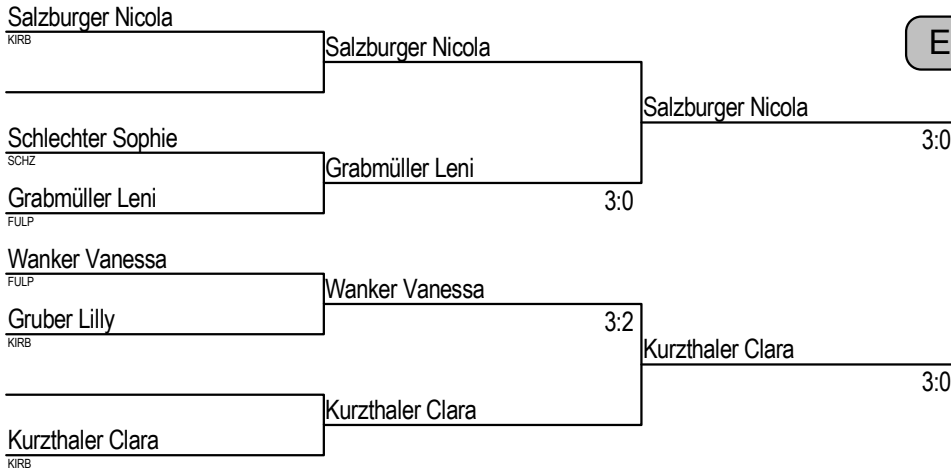 Salzburger Nicola
KIRB
Salzburger Nicola
E
Salzburger Nicola
3:0
Schlechter Sophie
SCHZ
Grabmüller Leni
3:0
Grabmüller Leni
FULP
Wanker Vanessa
FULP
Wanker Vanessa
3:2
Gruber Lilly
KIRB
Kurzthaler Clara
3:0
Kurzthaler Clara
Kurzthaler Clara
KIRB